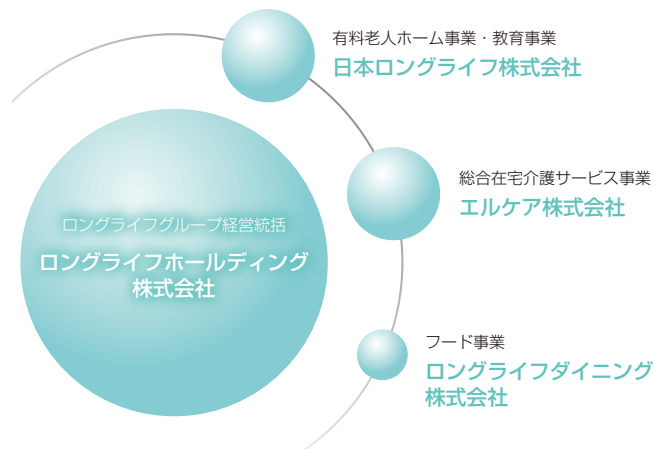 有料老人ホーム事業・教育事業
日本ロングライフ株式会社
総合在宅介護サービス事業
エルケア株式会社
ロングライフグループ経営統括
ロングライフホールディング
株式会社
フード事業
ロングライフダイニング
株式会社